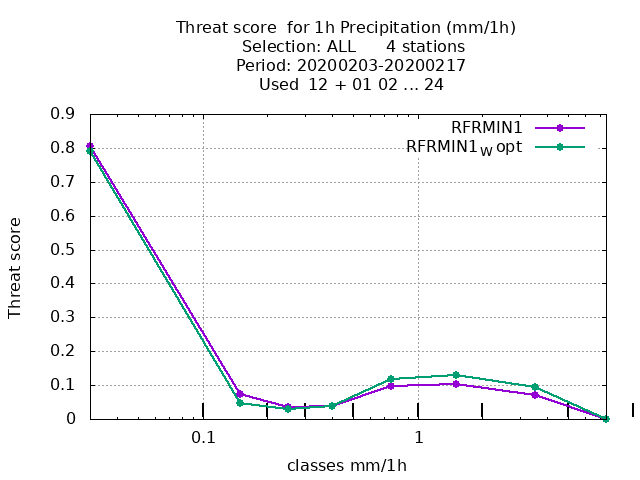 Threat score  for 1h Precipitation (mm/1h)
Selection: ALL      4 stations
Period: 20200203-20200217
Used  12 + 01 02 ... 24
RFRMIN1
RFRMIN1W opt
0.9
0.8
0.7
0.6
0.5
0.4
0.3
0.2
0.1
0
Threat score
0.1
1
classes mm/1h